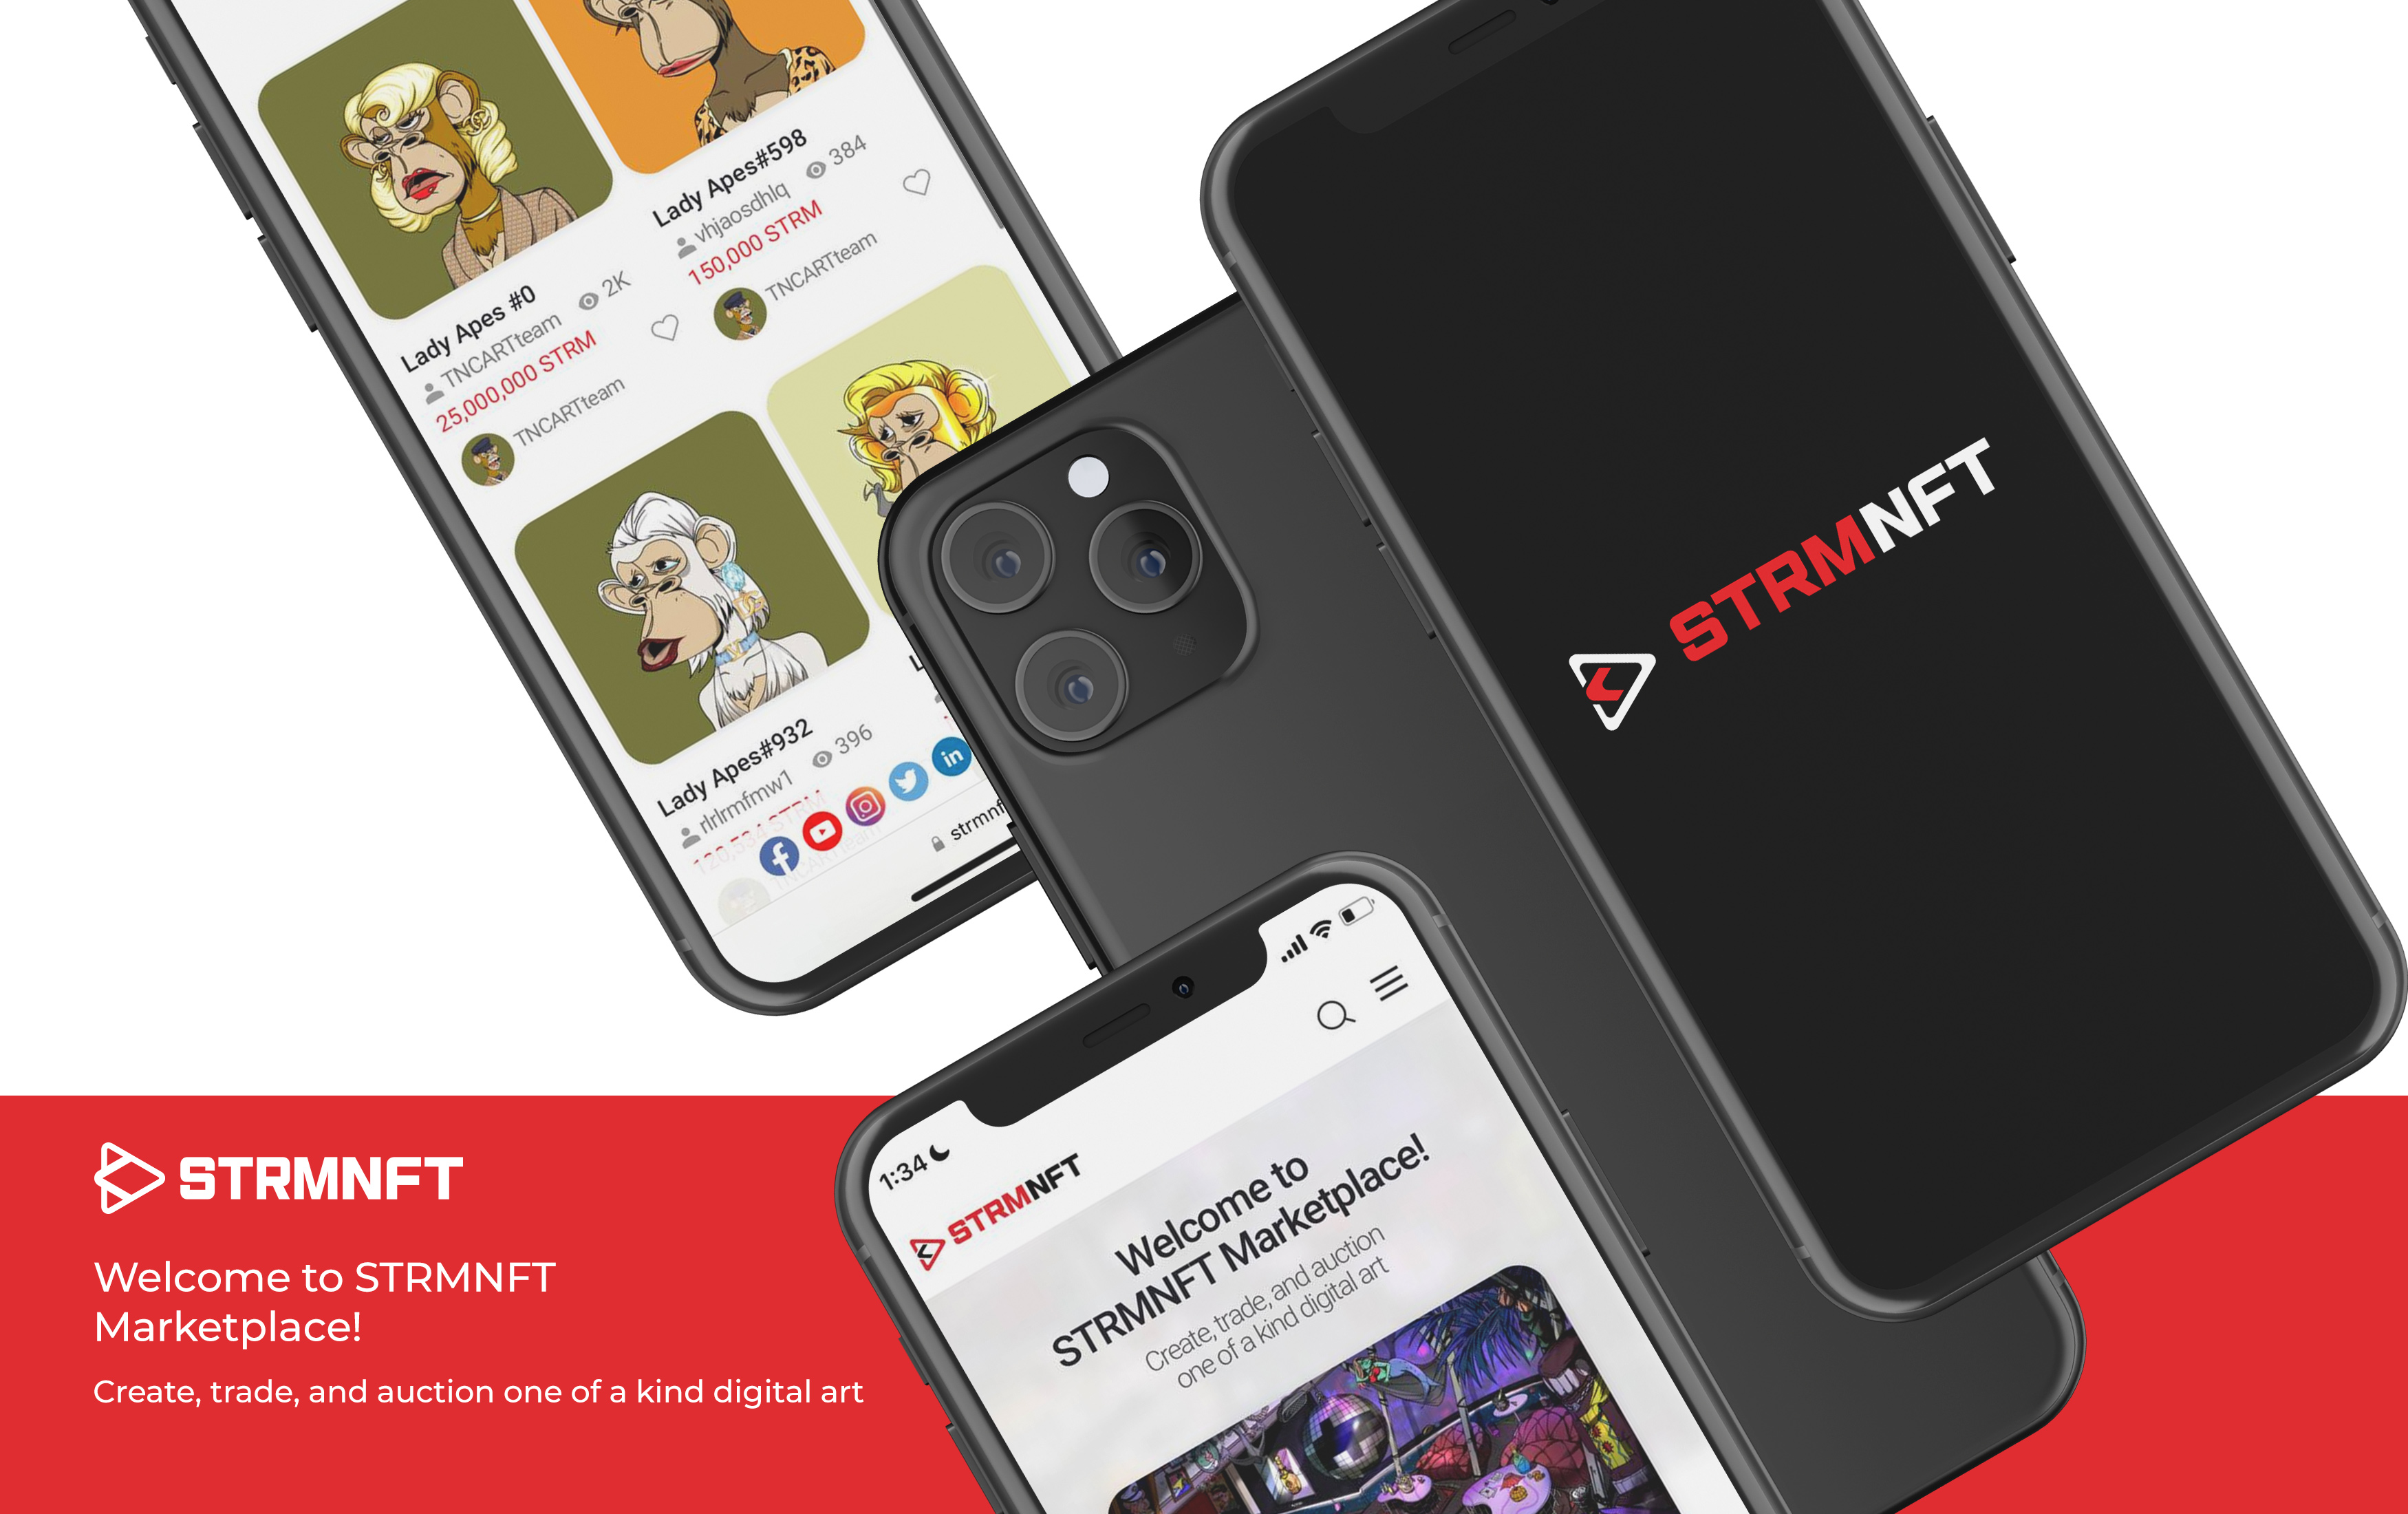 Lady Apes #0
2K
TNCARTteam
25,000,000 STRM
TNCARTteam
Lady Apes#598
384
vhjaosdhlq
150,000 STRM
TNCARTteam
Lady Apes#932
396
rlrlrmfmw1
120,534 STRM
TNCARTteam
in
STRMNFT
1:34
STRMNFT
Welcome to
STRMNFT Marketplace!
Create, trade, and auction
one of a kind digital art
STRMNFT
Welcome to STRMNFT
Marketplace!
Create, trade, and auction one of a kind digital art